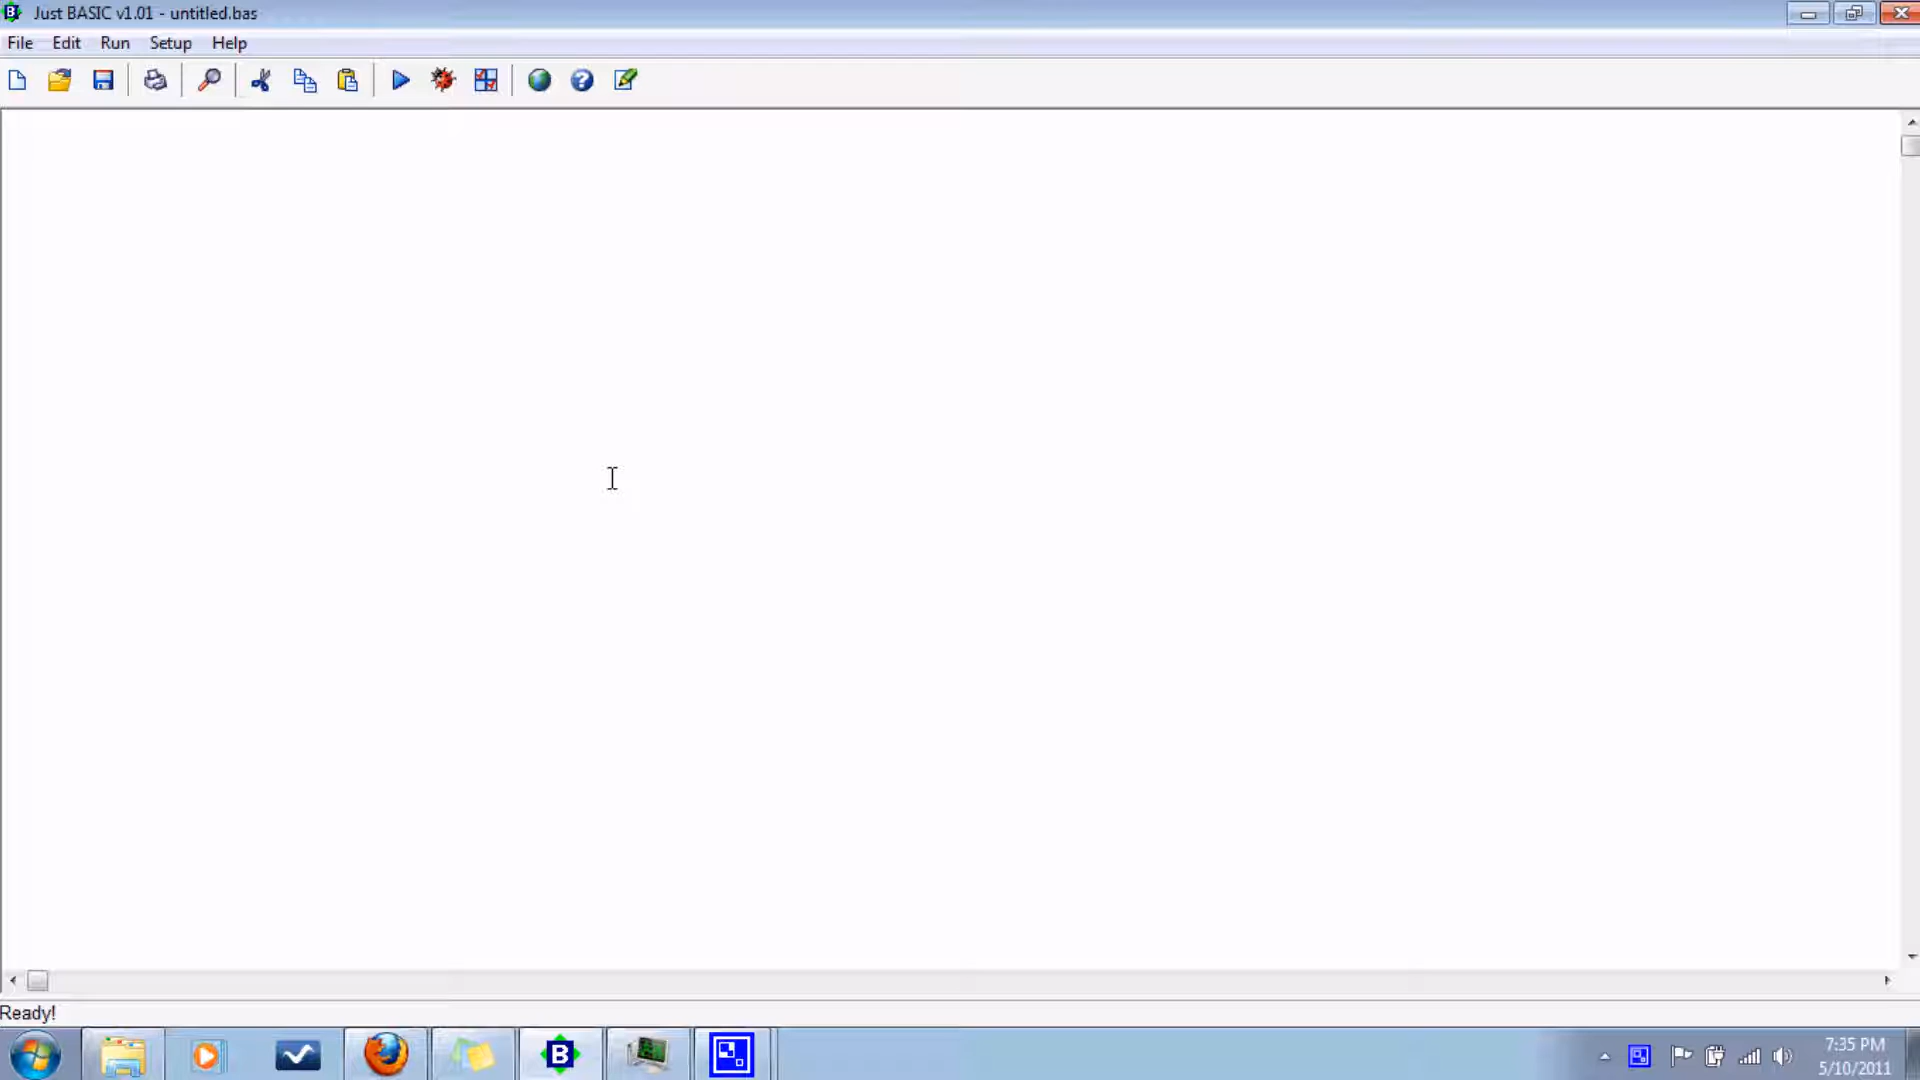 Just BASIC v1.01 - untitled.bas
File Edit Run Setup Help
Ready!
B
7:35 PM
5/10/2011